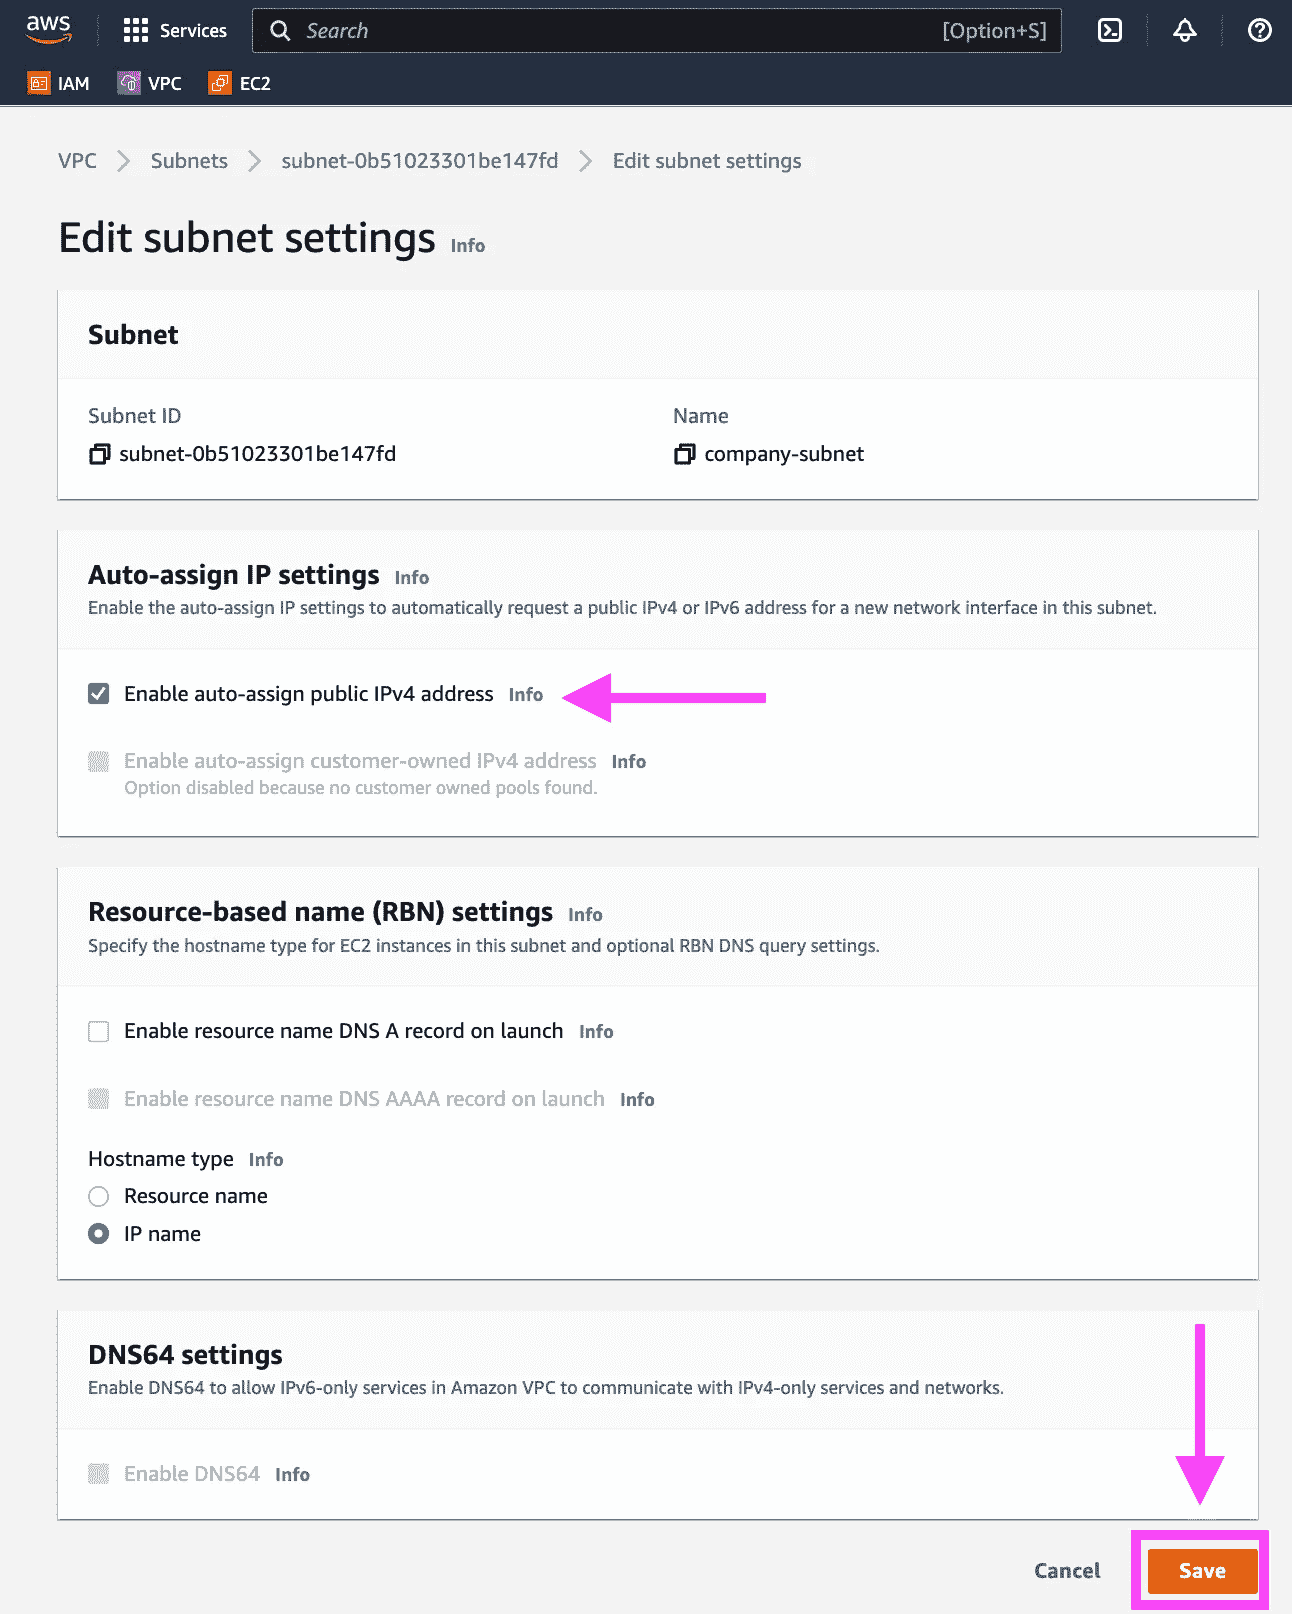 aws
Services
Search
[Option+S]
IAM
VPC
EC2
VPC > Subnets > subnet-0b51023301be147fd > Edit subnet settings
Edit subnet settings Info
Subnet
Subnet ID
Name
subnet-0b51023301be147fd
company-subnet
Auto-assign IP settings Info
Enable the auto-assign IP settings to automatically request a public IPv4 or IPv6 address for a new network interface in this subnet.
Enable auto-assign public IPv4 address Info
Enable auto-assign customer-owned IPv4 address Info
Option disabled because no customer owned pools found.
Resource-based name (RBN) settings Info
Specify the hostname type for EC2 instances in this subnet and optional RBN DNS query settings.
Enable resource name DNS A record on launch Info
Enable resource name DNS AAAA record on launch Info
Hostname type Info
Resource name
IP name
DNS64 settings
Enable DNS64 to allow IPv6-only services in Amazon VPC to communicate with IPv4-only services and networks.
Enable DNS64 Info
Cancel
Save